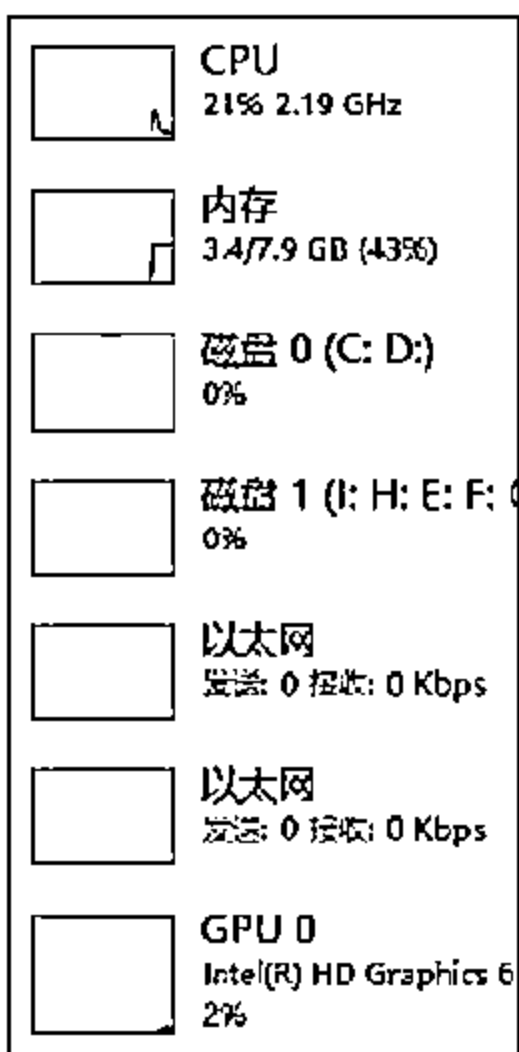 CPU
21% 2.19 GHz
内存
3.4/7.9 GB (43%)
磁盘 0 (C: D:)
0%
磁盘 1 (I: H: E: F:
0%
以太网
发送: 0 接收: 0 Kbps
以太网
发送: 0 接收: 0 Kbps
GPU 0
Intel(R) HD Graphics 6
2%